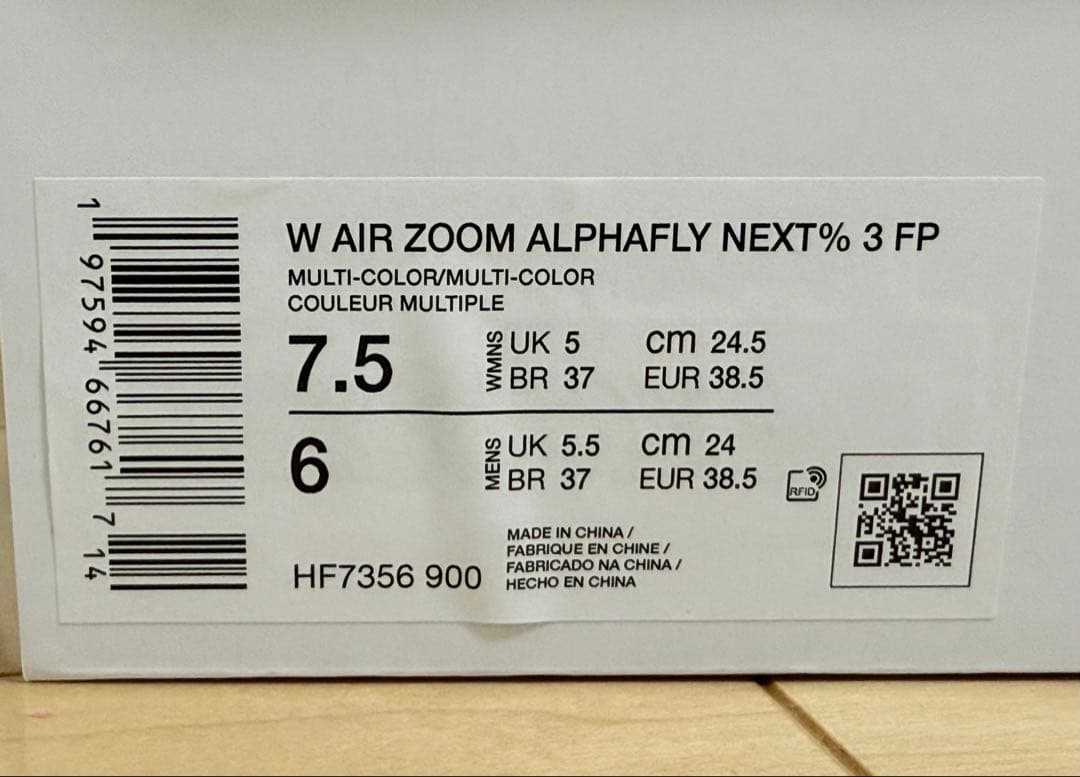 W AIR ZOOM ALPHAFLY NEXT% 3 FP
MULTI-COLOR/MULTI-COLOR
COULEUR MULTIPLE
7.5
WMNS
UK 5 cm 24.5
BR 37 EUR 38.5
6
MENS
UK 5.5 cm 24
BR 37 EUR 38.5
RFID
HF7356 900
MADE IN CHINA /
FABRIQUE EN CHINE /
FABRICADO NA CHINA /
HECHO EN CHINA
1 97594 66761 7 14